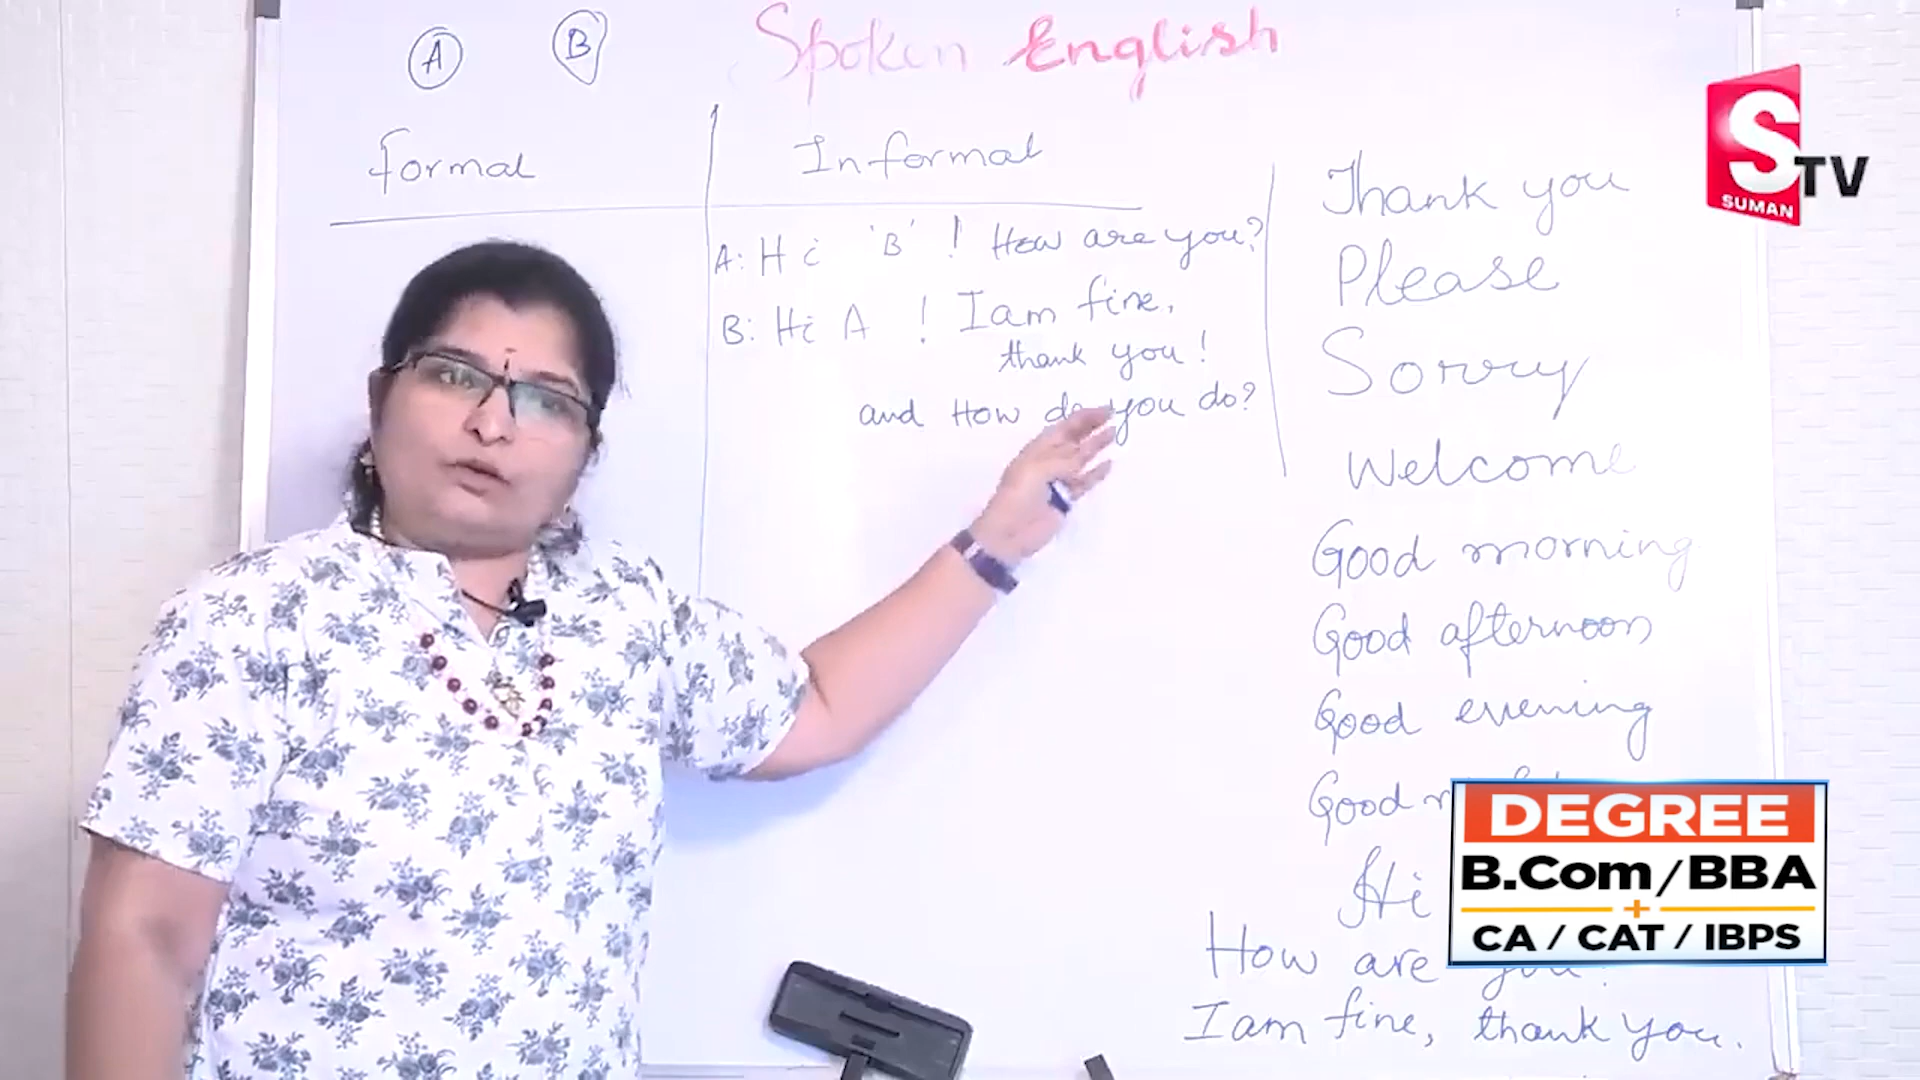 A B
Spoken English
formal
Informal
A: Hi 'B' ! How are you?
B: Hi A ! I am fine,
thank you!
and How do you do?
Thank you
Please
Sorry
Welcome
Good morning
Good afternoon
Good evening
Good
Hi
How are you?
I am fine, thank you.
S TV
SUMAN
DEGREE
B.Com/BBA
+
CA / CAT / IBPS